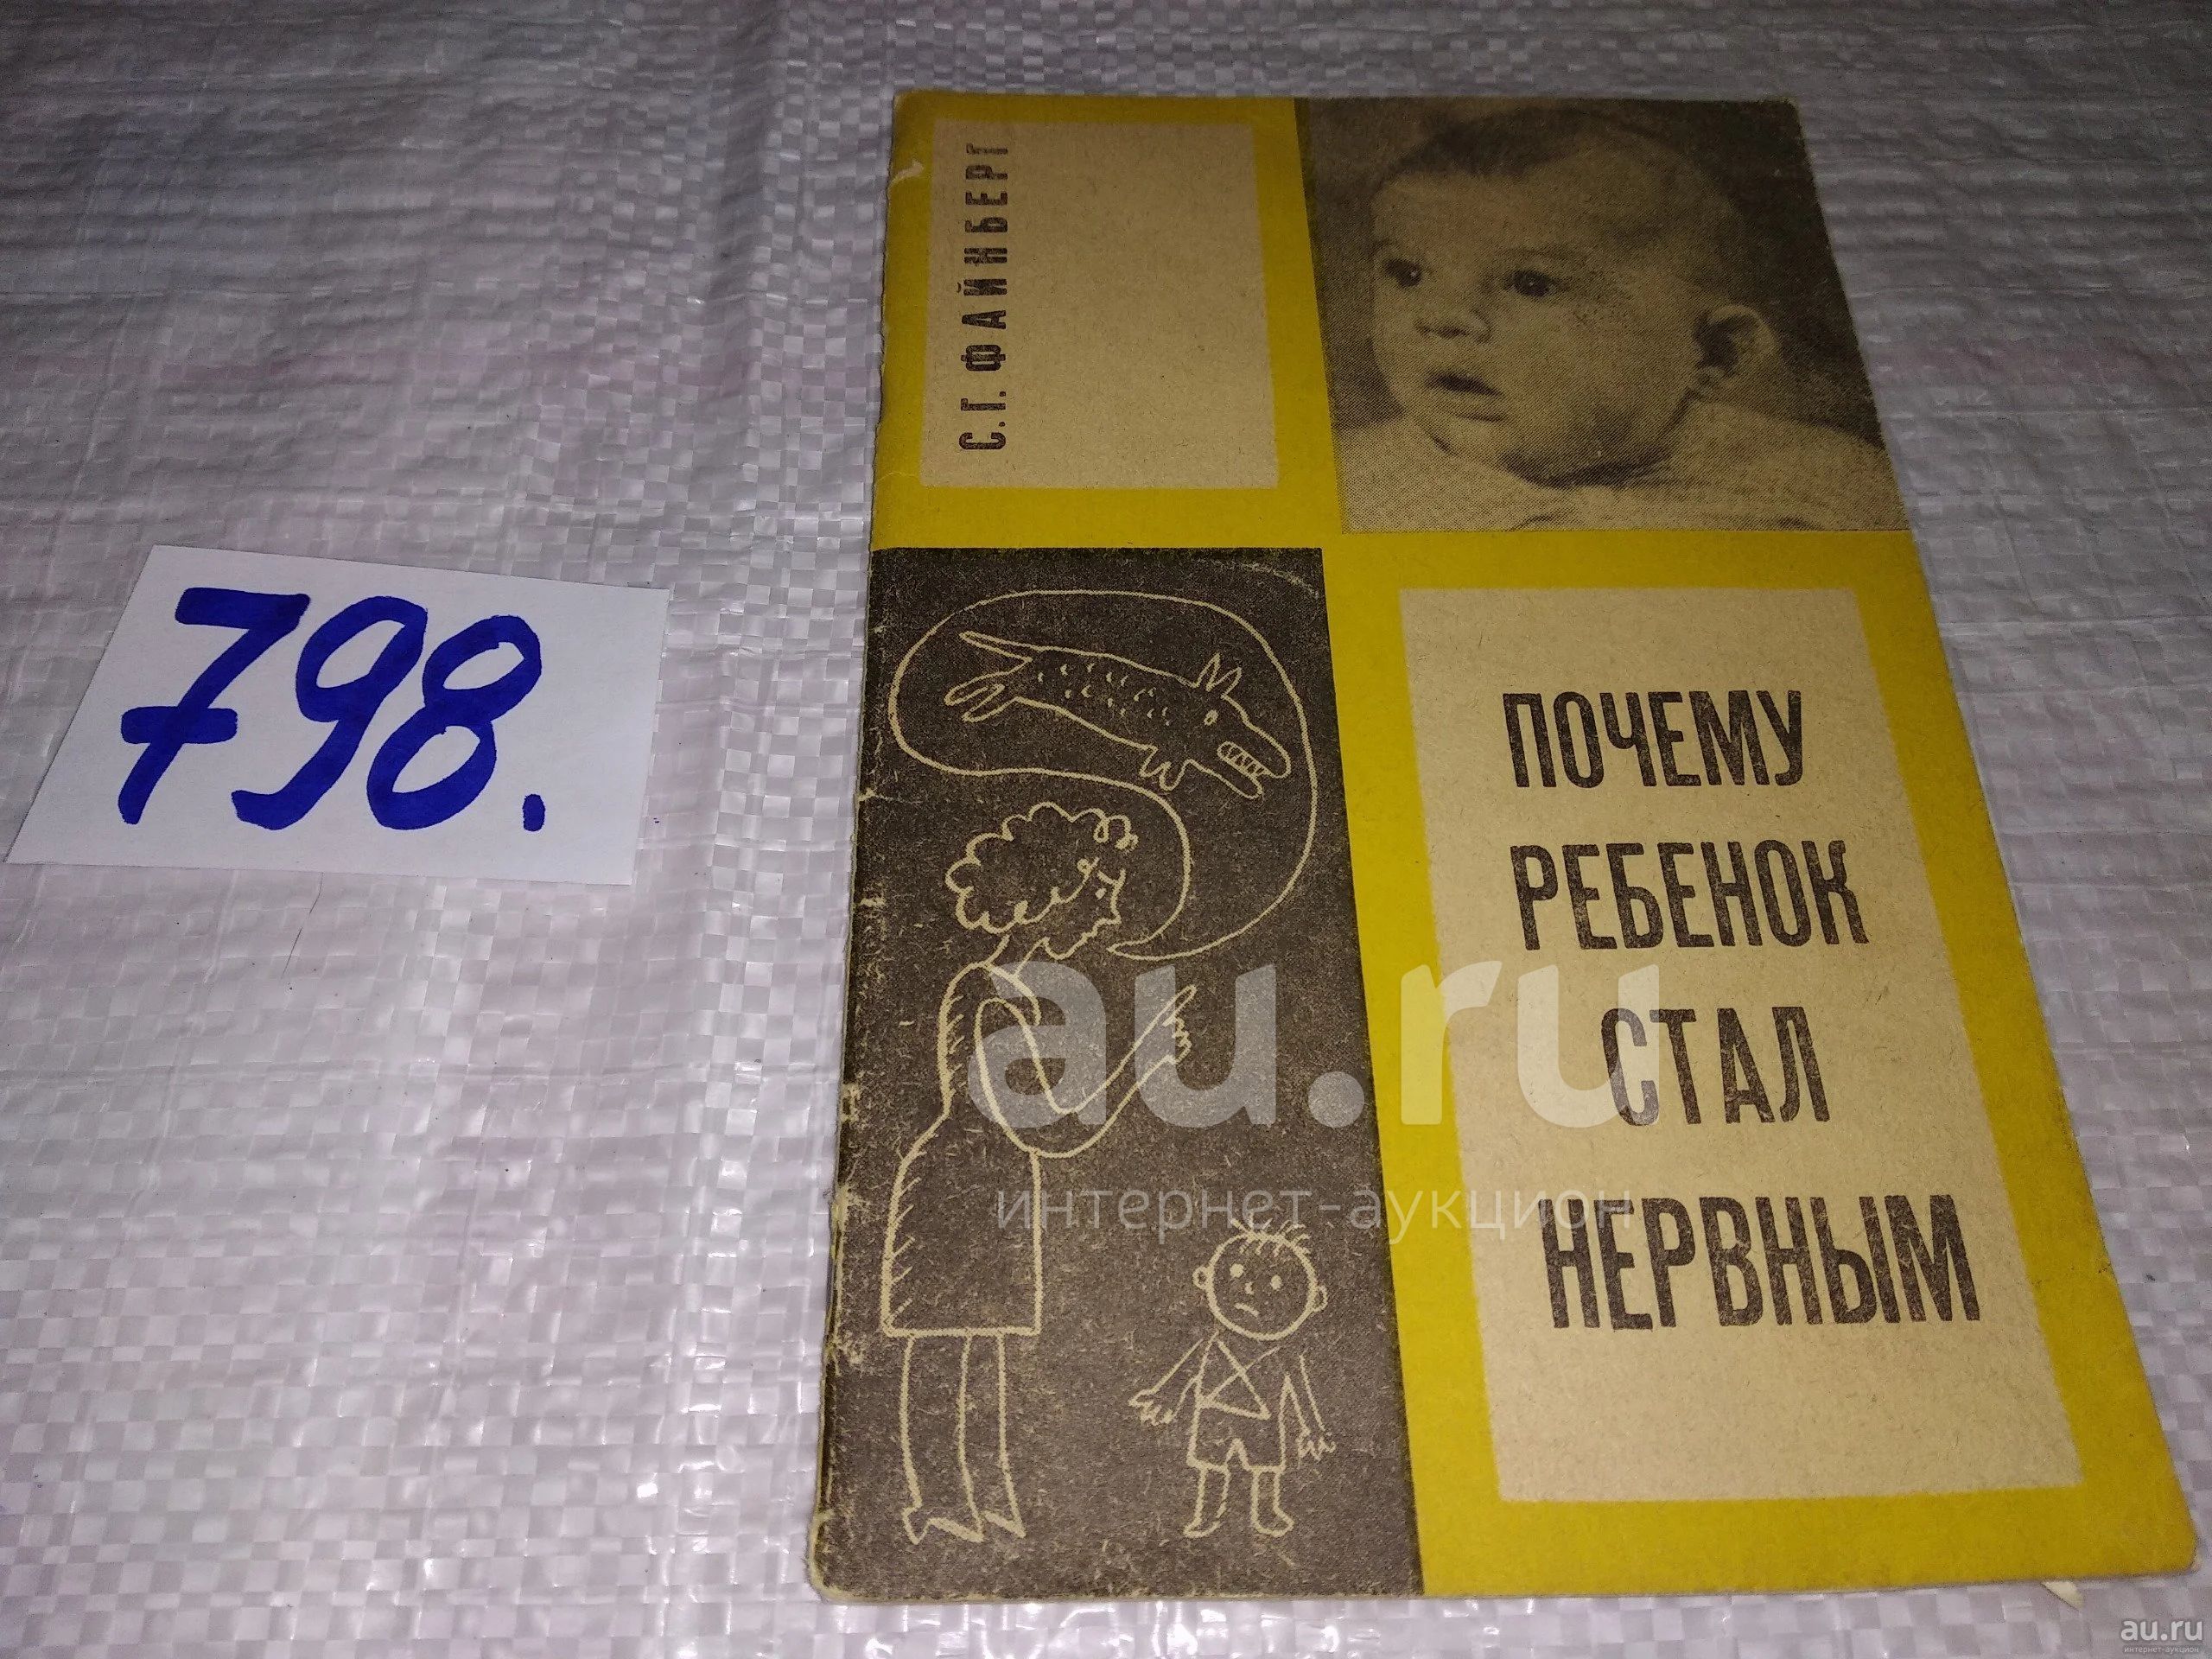 С.Г. ФАЙНБЕРГ
798.
ПОЧЕМУ
РЕБЕНОК
СТАЛ
НЕРВНЫМ
au.ru
интернет-аукцион
au.ru
интернет-аукцион